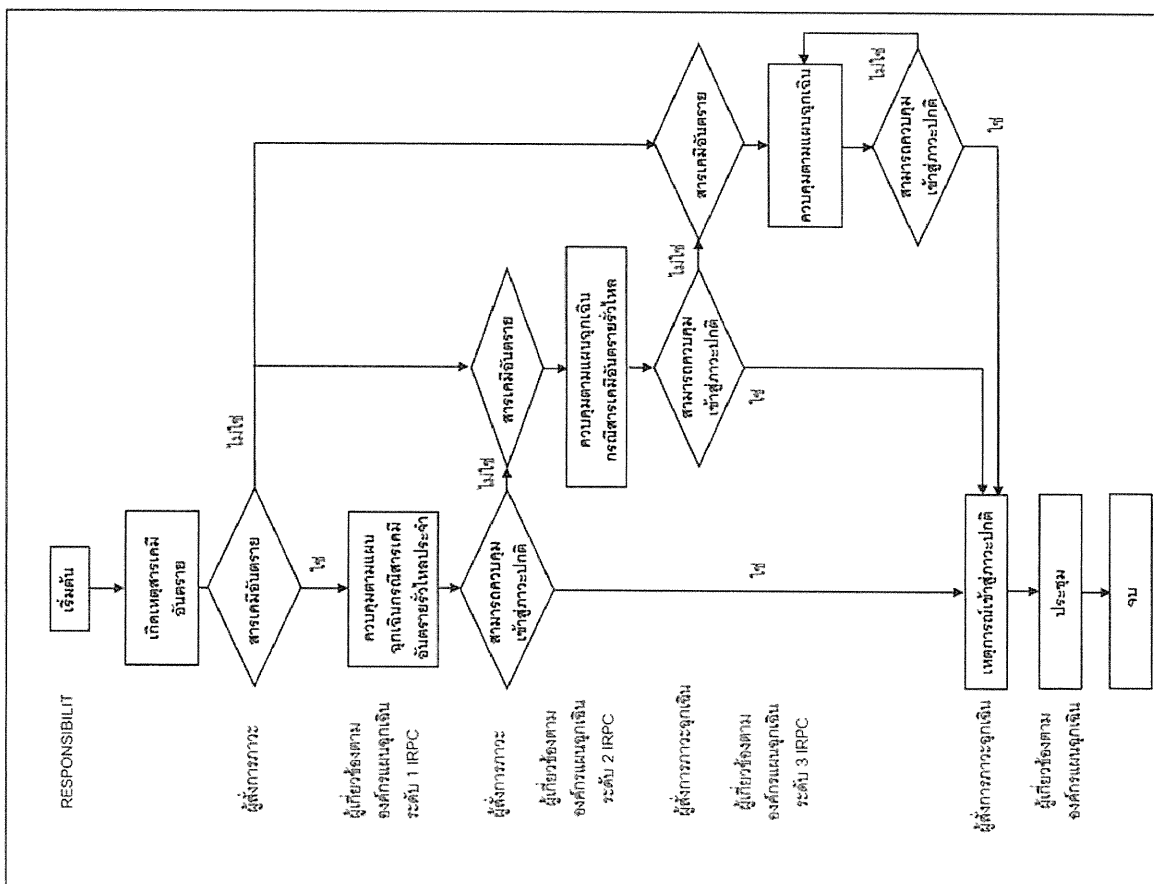 RESPONSIBILIT
เริ่มต้น
เกิดเหตุสารเคมี
อันตราย
ผู้สั่งการภาวะ
สารเคมีอันตราย
ไม่ใช่
ใช่
ผู้เกี่ยวข้องตาม
องค์กรแผนฉุกเฉิน
ระดับ 1 IRPC
ควบคุมตามแผน
ฉุกเฉินกรณีสารเคมี
อันตรายรั่วไหลประจำ
ผู้สั่งการภาวะ
สามารถควบคุม
เข้าสู่ภาวะปกติ
ไม่ใช่
ใช่
สารเคมีอันตราย
ผู้เกี่ยวข้องตาม
องค์กรแผนฉุกเฉิน
ระดับ 2 IRPC
ควบคุมตามแผนฉุกเฉิน
กรณีสารเคมีอันตรายรั่วไหล
ผู้สั่งการภาวะฉุกเฉิน
สามารถควบคุม
เข้าสู่ภาวะปกติ
ไม่ใช่
ใช่
สารเคมีอันตราย
ผู้เกี่ยวข้องตาม
องค์กรแผนฉุกเฉิน
ระดับ 3 IRPC
ควบคุมตามแผนฉุกเฉิน
สามารถควบคุม
เข้าสู่ภาวะปกติ
ไม่ใช่
ใช่
ผู้สั่งการภาวะฉุกเฉิน
เหตุการณ์เข้าสู่ภาวะปกติ
ผู้เกี่ยวข้องตาม
องค์กรแผนฉุกเฉิน
ประชุม
จบ